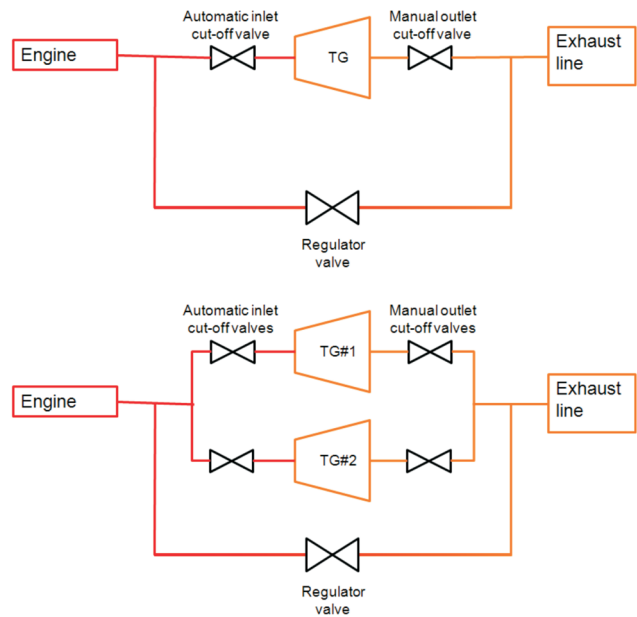 Automatic inlet
cut-off valve
Manual outlet
cut-off valve
Engine
TG
Exhaust
line
Regulator
valve
Automatic inlet
cut-off valves
Manual outlet
cut-off valves
TG#1
Engine
Exhaust
line
TG#2
Regulator
valve